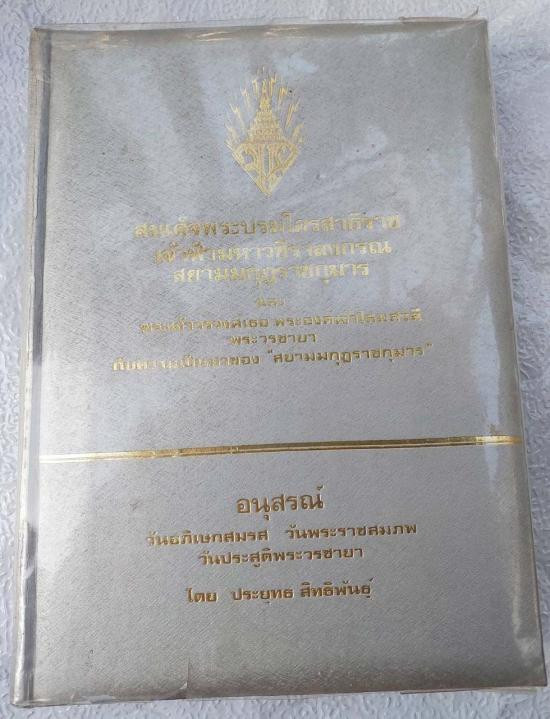 สมเด็จพระบรมโอรสาธิราช
เจ้าฟ้ามหาวชิราลงกรณ
สยามมกุฎราชกุมาร
และ
พระเจ้าวรวงศ์เธอ พระองค์เจ้าโสมสวลี
พระวรชายา
กับความเป็นมาของ "สยามมกุฎราชกุมาร"
อนุสรณ์
วันอภิเษกสมรส วันพระราชสมภพ
วันประสูติพระวรชายา
โดย ประยุทธ สิทธิพันธุ์